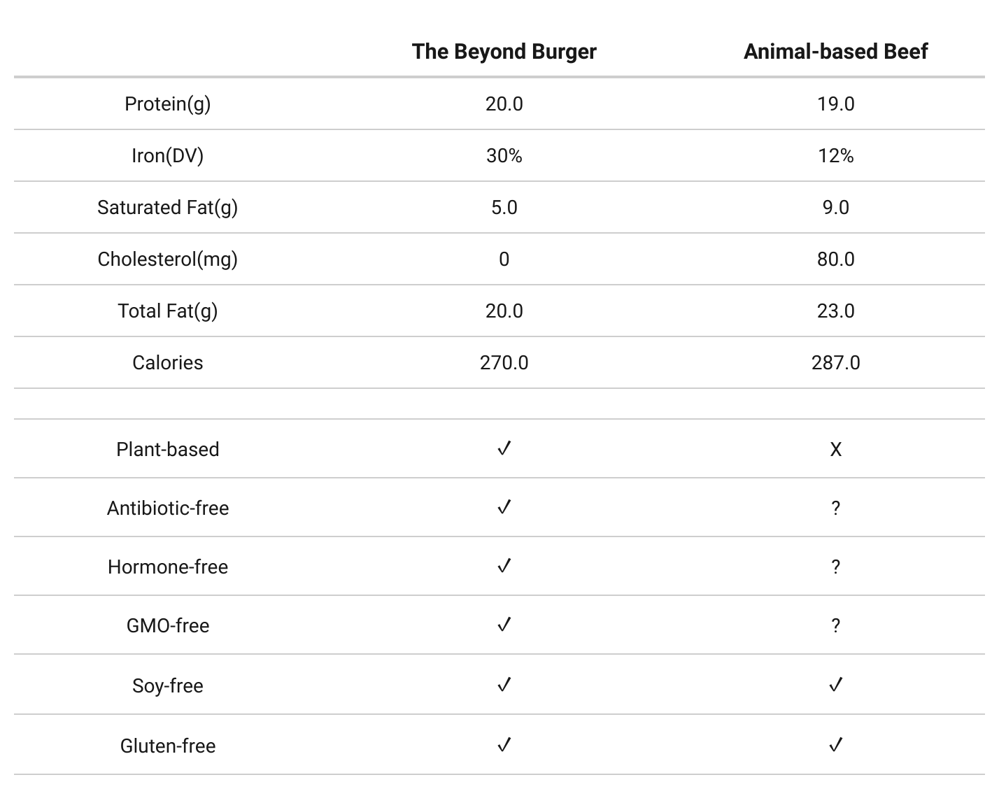 The Beyond Burger Animal-based Beef
Protein(g) 20.0 19.0
Iron(DV) 30% 12%
Saturated Fat(g) 5.0 9.0
Cholesterol(mg) 0 80.0
Total Fat(g) 20.0 23.0
Calories 270.0 287.0
Plant-based ✓ X
Antibiotic-free ✓ ?
Hormone-free ✓ ?
GMO-free ✓ ?
Soy-free ✓ ✓
Gluten-free ✓ ✓